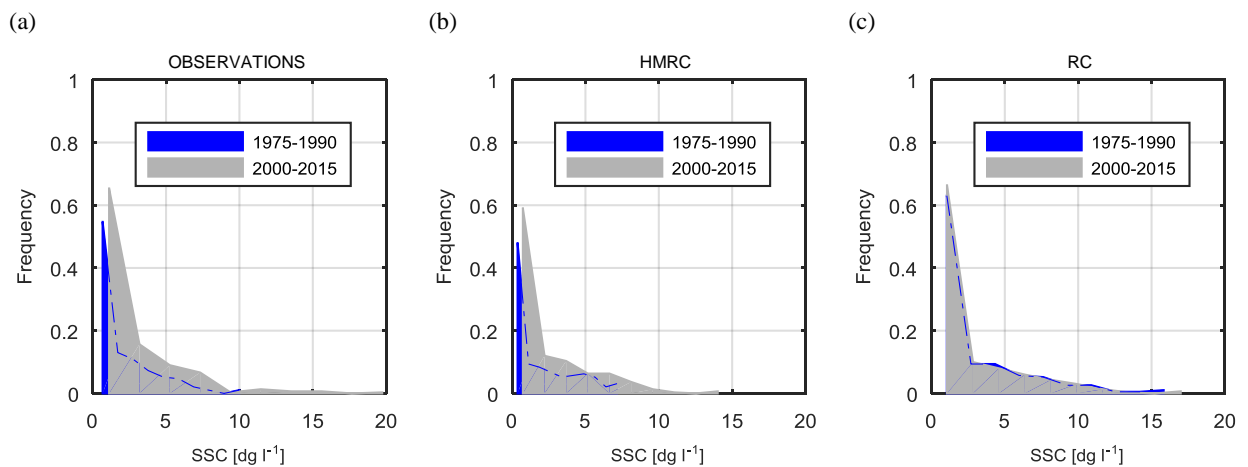 (a)
OBSERVATIONS
1
0.8
0.6
0.4
0.2
0
Frequency
1975-1990
2000-2015
0 5 10 15 20
SSC [dg l-1]
(b)
HMRC
1
0.8
0.6
0.4
0.2
0
Frequency
1975-1990
2000-2015
0 5 10 15 20
SSC [dg l-1]
(c)
RC
1
0.8
0.6
0.4
0.2
0
Frequency
1975-1990
2000-2015
0 5 10 15 20
SSC [dg l-1]